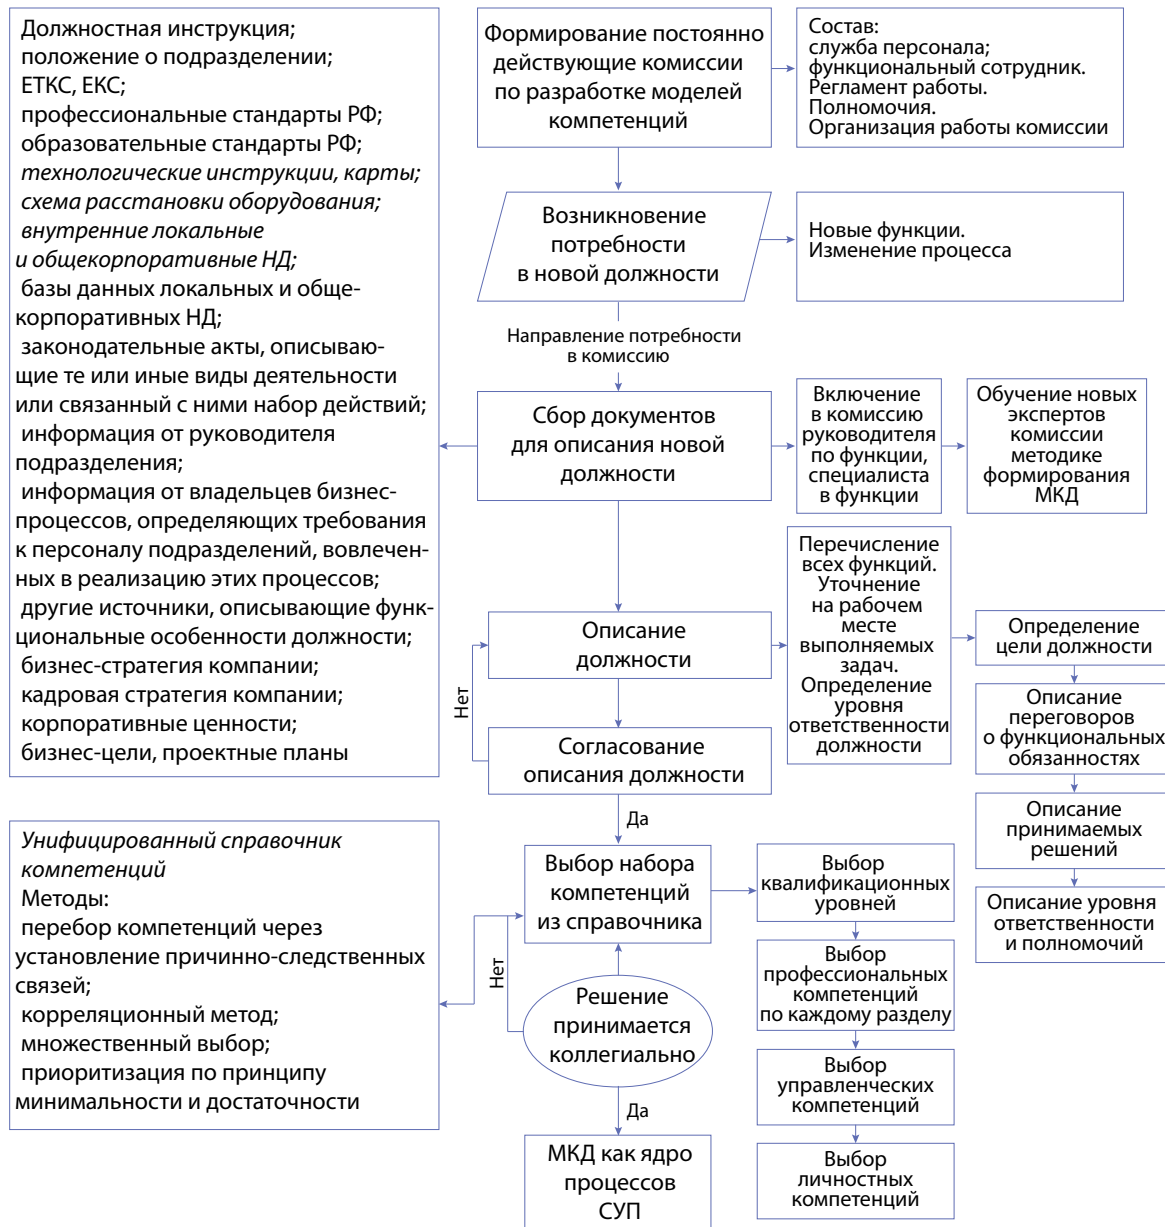 Должностная инструкция;
положение о подразделении;
ЕТКС, ЕКС;
профессиональные стандарты РФ;
образовательные стандарты РФ;
технологические инструкции, карты;
схема расстановки оборудования;
внутренние локальные
и общекорпоративные НД;
базы данных локальных и обще-
корпоративных НД;
законодательные акты, описываю-
щие те или иные виды деятельности
или связанный с ними набор действий;
информация от руководителя
подразделения;
информация от владельцев бизнес-
процессов, определяющих требования
к персоналу подразделений, вовлечен-
ных в реализацию этих процессов;
другие источники, описывающие функ-
циональные особенности должности;
бизнес-стратегия компании;
кадровая стратегия компании;
корпоративные ценности;
бизнес-цели, проектные планы
Унифицированный справочник
компетенций
Методы:
перебор компетенций через
установление причинно-следственных
связей;
корреляционный метод;
множественный выбор;
приоритизация по принципу
минимальности и достаточности
Формирование постоянно
действующие комиссии
по разработке моделей
компетенций
Состав:
служба персонала;
функциональный сотрудник.
Регламент работы.
Полномочия.
Организация работы комиссии
Возникновение
потребности
в новой должности
Новые функции.
Изменение процесса
Направление потребности
в комиссию
Сбор документов
для описания новой
должности
Включение
в комиссию
руководителя
по функции,
специалиста
в функции
Обучение новых
экспертов
комиссии
методике
формирования
МКД
Описание
должности
Перечисление
всех функций.
Уточнение
на рабочем
месте
выполняемых
задач.
Определение
уровня
ответственности
должности
Определение
цели должности
Описание
переговоров
о функциональных
обязанностях
Описание
принимаемых
решений
Описание уровня
ответственности
и полномочий
Нет
Согласование
описания должности
Да
Выбор набора
компетенций
из справочника
Выбор
квалификационных
уровней
Выбор
профессиональных
компетенций
по каждому разделу
Выбор
управленческих
компетенций
Выбор
личностных
компетенций
Нет
Решение
принимается
коллегиально
Да
МКД как ядро
процессов
СУП